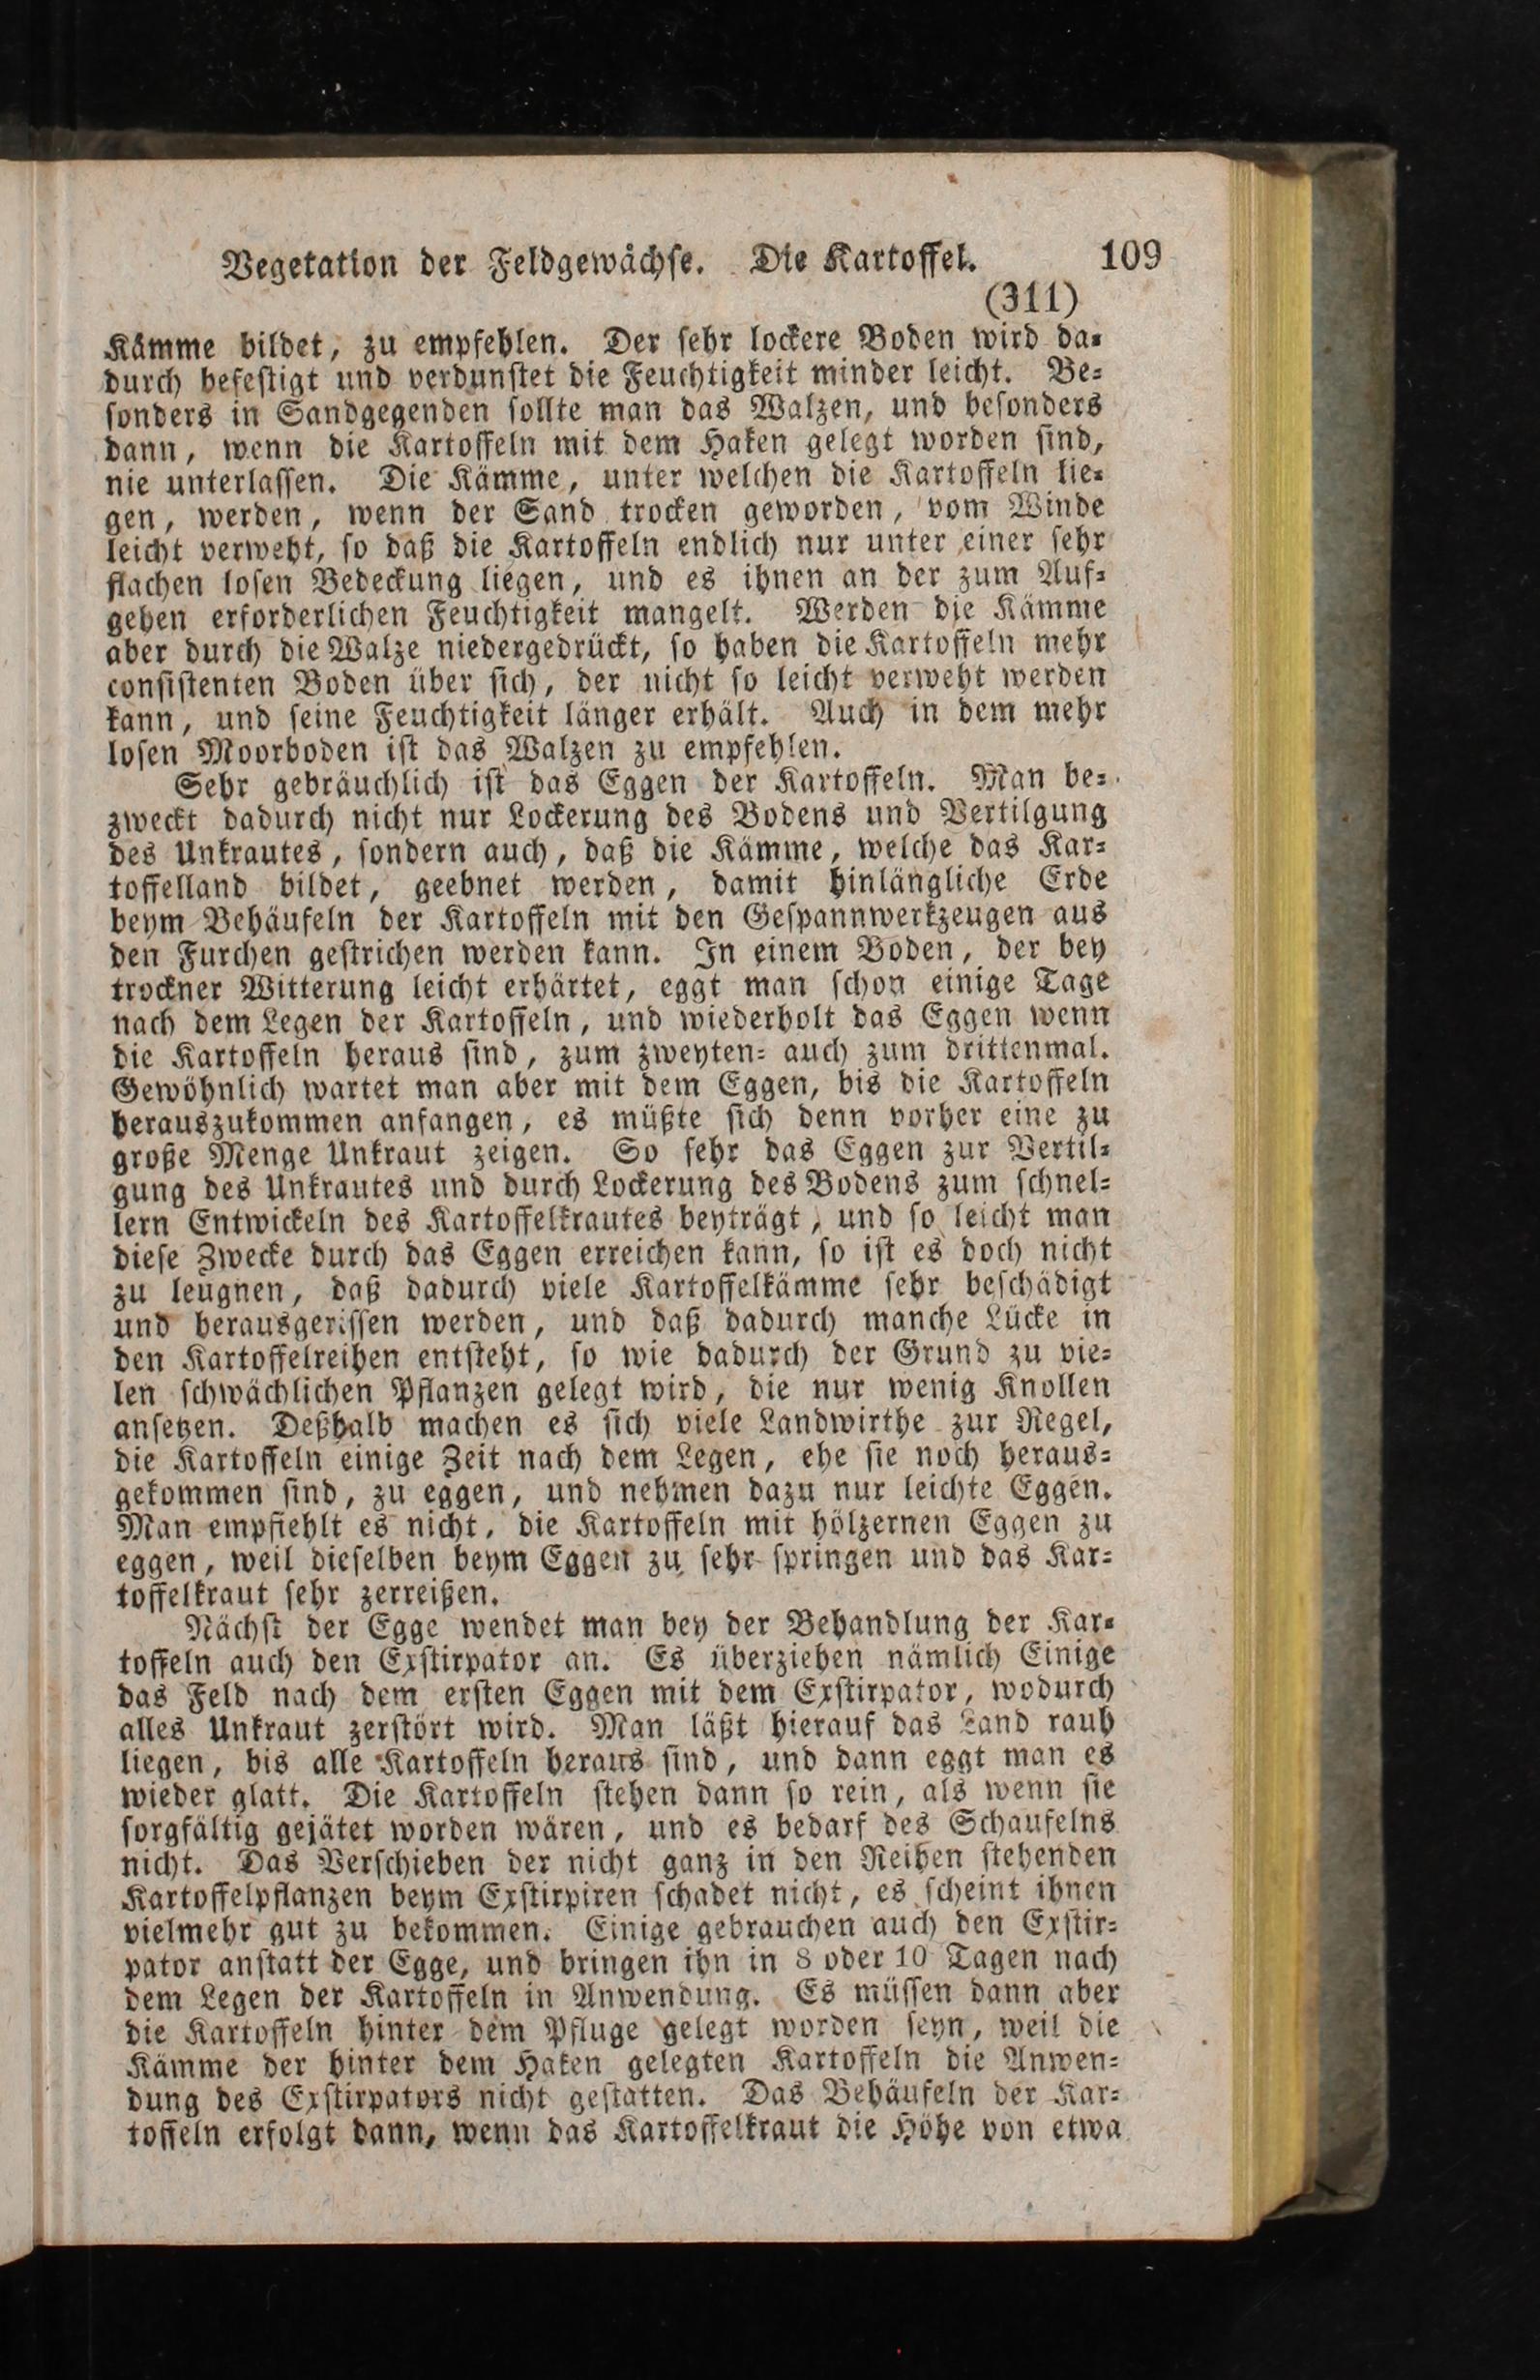 Vegetation der Feldgewächse. Die Kartoffel. 109
(311)
Kämme bildet, zu empfehlen. Der sehr lockere Boden wird da-
durch befestigt und verdunstet die Feuchtigkeit minder leicht. Be-
sonders in Sandgegenden sollte man das Walzen, und besonders
dann, wenn die Kartoffeln mit dem Haken gelegt worden sind,
nie unterlassen. Die Kämme, unter welchen die Kartoffeln lie-
gen, werden, wenn der Sand trocken geworden, vom Winde
leicht verweht, so daß die Kartoffeln endlich nur unter einer sehr
flachen losen Bedeckung liegen, und es ihnen an der zum Auf-
gehen erforderlichen Feuchtigkeit mangelt. Werden die Kämme
aber durch die Walze niedergedrückt, so haben die Kartoffeln mehr
consistenten Boden über sich, der nicht so leicht verweht werden
kann, und seine Feuchtigkeit länger erhält. Auch in dem mehr
losen Moorboden ist das Walzen zu empfehlen.
Sehr gebräuchlich ist das Eggen der Kartoffeln. Man be-
zweckt dadurch nicht nur Lockerung des Bodens und Vertilgung
des Unkrautes, sondern auch, daß die Kämme, welche das Kar-
toffelland bildet, geebnet werden, damit hinlängliche Erde
beym Behäufeln der Kartoffeln mit den Gespannwerkzeugen aus
den Furchen gestrichen werden kann. In einem Boden, der bey
trockner Witterung leicht erhärtet, eggt man schon einige Tage
nach dem Legen der Kartoffeln, und wiederholt das Eggen wenn
die Kartoffeln heraus sind, zum zweyten- auch zum drittenmal.
Gewöhnlich wartet man aber mit dem Eggen, bis die Kartoffeln
herauszukommen anfangen, es müßte sich denn vorher eine zu
große Menge Unkraut zeigen. So sehr das Eggen zur Vertil-
gung des Unkrautes und durch Lockerung des Bodens zum schnel-
lern Entwickeln des Kartoffelkrautes beyträgt, und so leicht man
diese Zwecke durch das Eggen erreichen kann, so ist es doch nicht
zu leugnen, daß dadurch viele Kartoffelkämme sehr beschädigt
und herausgerissen werden, und daß dadurch manche Lücke in
den Kartoffelreihen entsteht, so wie dadurch der Grund zu vie-
len schwächlichen Pflanzen gelegt wird, die nur wenig Knollen
ansetzen. Deßhalb machen es sich viele Landwirthe zur Regel,
die Kartoffeln einige Zeit nach dem Legen, ehe sie noch heraus-
gekommen sind, zu eggen, und nehmen dazu nur leichte Eggen.
Man empfiehlt es nicht, die Kartoffeln mit hölzernen Eggen zu
eggen, weil dieselben beym Eggen zu sehr springen und das Kar-
toffelkraut sehr zerreißen.
Nächst der Egge wendet man bey der Behandlung der Kar-
toffeln auch den Exstirpator an. Es überziehen nämlich Einige
das Feld nach dem ersten Eggen mit dem Exstirpator, wodurch
alles Unkraut zerstört wird. Man läßt hierauf das Land rauh
liegen, bis alle Kartoffeln heraus sind, und dann eggt man es
wieder glatt. Die Kartoffeln stehen dann so rein, als wenn sie
sorgfältig gejätet worden wären, und es bedarf des Schaufelns
nicht. Das Verschieben der nicht ganz in den Reihen stehenden
Kartoffelpflanzen beym Exstirpiren schadet nicht, es scheint ihnen
vielmehr gut zu bekommen. Einige gebrauchen auch den Exstir-
pator anstatt der Egge, und bringen ihn in 8 oder 10 Tagen nach
dem Legen der Kartoffeln in Anwendung. Es müssen dann aber
die Kartoffeln hinter dem Pfluge gelegt worden seyn, weil die
Kämme der hinter dem Haken gelegten Kartoffeln die Anwen-
dung des Exstirpators nicht gestatten. Das Behäufeln der Kar-
toffeln erfolgt dann, wenn das Kartoffelkraut die Höhe von etwa